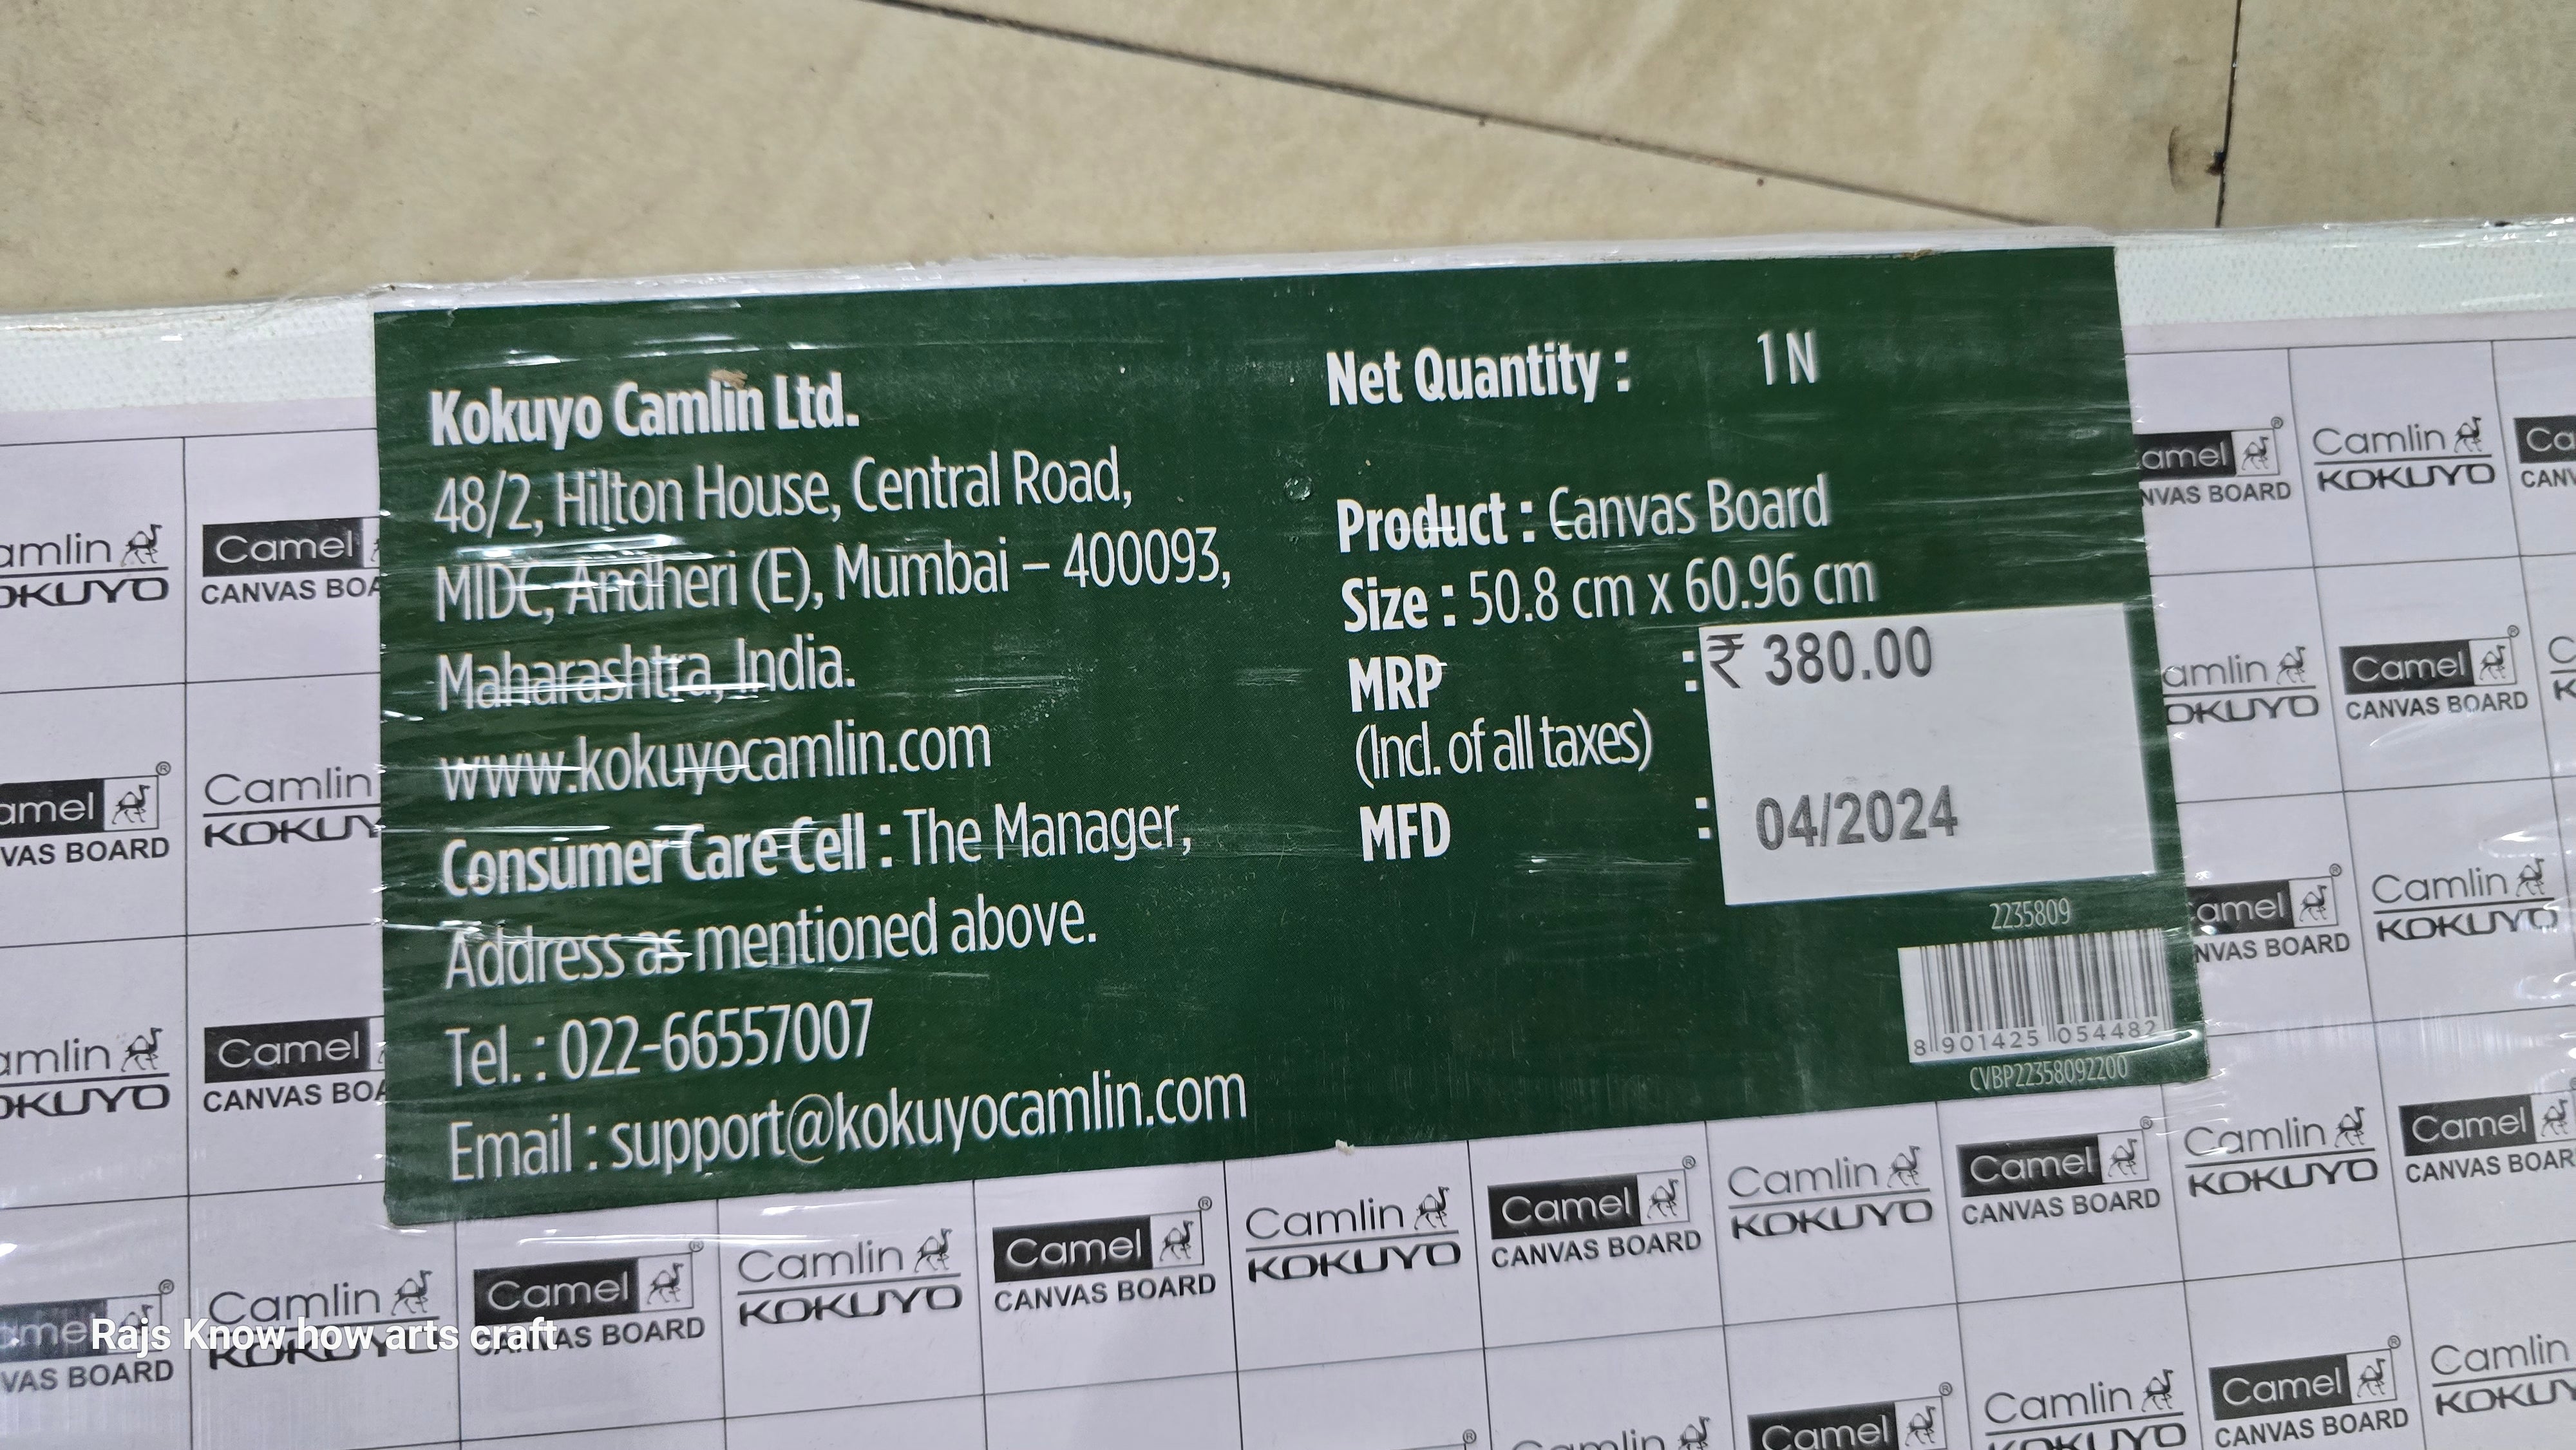 Kokuyo Camlin Ltd.
48/2, Hilton House, Central Road,
MIDC, Andheri (E), Mumbai – 400093,
Maharashtra, India.
www.kokuyocamlin.com
Consumer Care Cell : The Manager,
Address as mentioned above.
Tel. : 022-66557007
Email : support@kokuyocamlin.com
Net Quantity : 1 N
Product : Canvas Board
Size : 50.8 cm x 60.96 cm
MRP : ₹ 380.00
(Incl. of all taxes)
MFD : 04/2024
2235809
8 901425 054482
CVBP22358092200
Camel
CANVAS BOARD
Camlin
KOKUYO
Rajs Know how arts craft